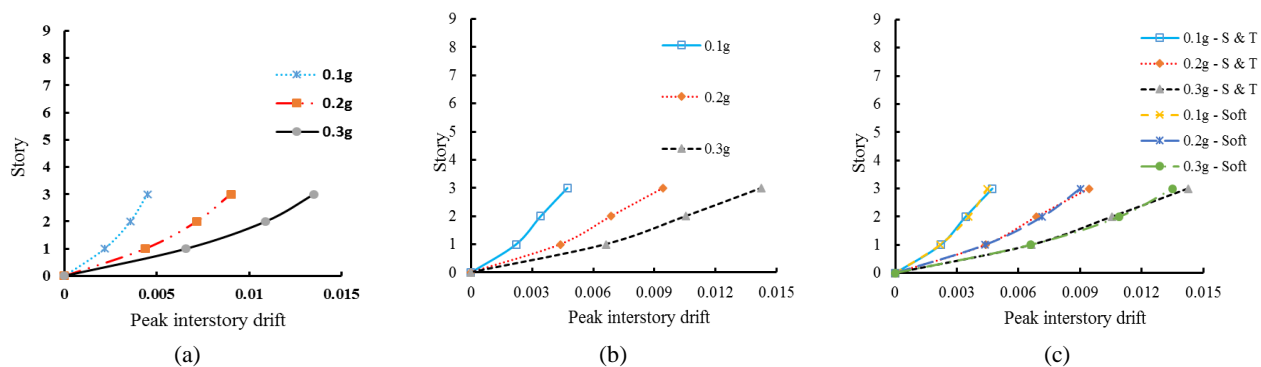 9
8
7
6
5
4
3
2
1
0
Story
0 0.005 0.01 0.015
Peak interstory drift
0.1g
0.2g
0.3g
(a)
9
8
7
6
5
4
3
2
1
0
Story
0 0.003 0.006 0.009 0.012 0.015
Peak interstory drift
0.1g
0.2g
0.3g
(b)
9
8
7
6
5
4
3
2
1
0
Story
0 0.003 0.006 0.009 0.012 0.015
Peak interstory drift
0.1g - S & T
0.2g - S & T
0.3g - S & T
0.1g - Soft
0.2g - Soft
0.3g - Soft
(c)